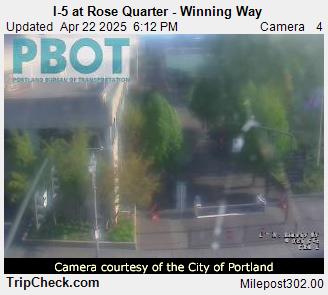 I-5 at Rose Quarter - Winning Way
Updated Apr 22 2025 6:12 PM Camera 4
PBOT
PORTLAND BUREAU OF TRANSPORTATION
Camera courtesy of the City of Portland
TripCheck.com Milepost302.00